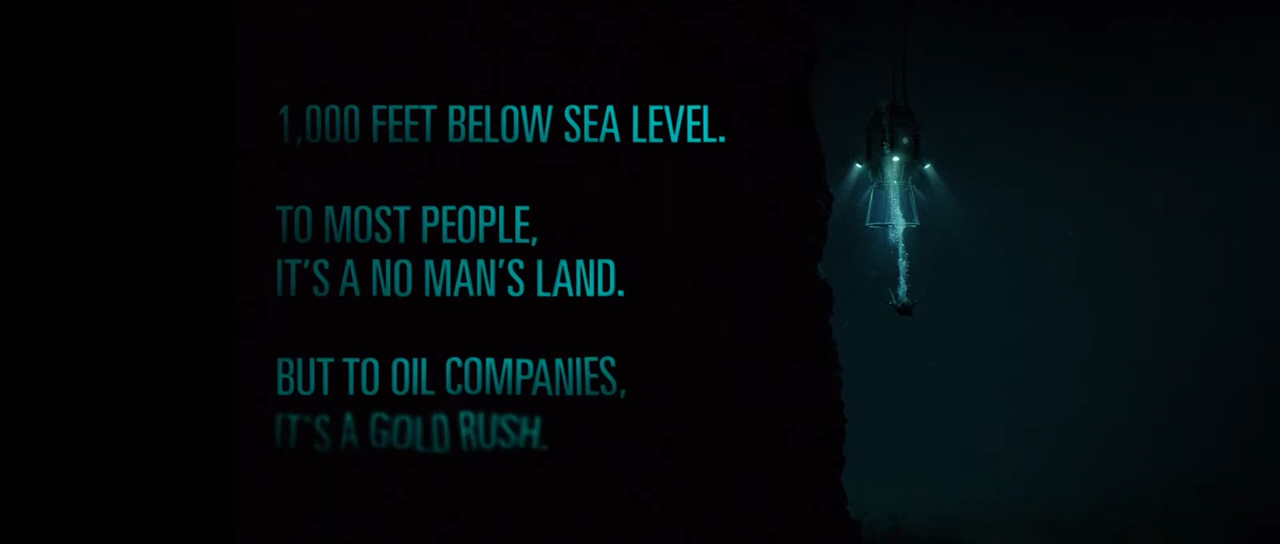 1,000 FEET BELOW SEA LEVEL.
TO MOST PEOPLE,
IT'S A NO MAN'S LAND.
BUT TO OIL COMPANIES,
IT'S A GOLD RUSH.